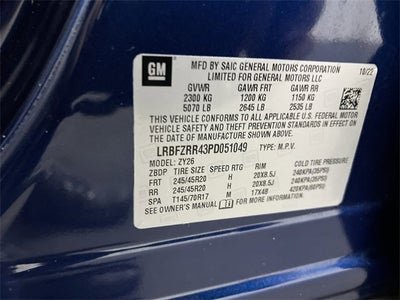 GM
MFD BY SAIC GENERAL MOTORS CORPORATION
LIMITED FOR GENERAL MOTORS LLC
10/22
GVWR GAWR FRT GAWR RR
2300 KG 1200 KG 1150 KG
5070 LB 2645 LB 2535 LB
THIS VEHICLE CONFORMS TO ALL APPLICABLE U.S. FEDERAL MOTOR
VEHICLE SAFETY AND THEFT PREVENTION STANDARDS IN EFFECT ON THE
DATE OF MANUFACTURE SHOWN ABOVE.
LRBFZRR43PD051049 TYPE: M.P.V.
MODEL: ZY26
ZBDP TIRE SIZE SPEED RTG RIM COLD TIRE PRESSURE
FRT 245/45R20 H 20X8.5J 240KPA(35PSI)
RR 245/45R20 H 20X8.5J 240KPA(35PSI)
SPA T145/70R17 M 17X4B 420KPA(60PSI)
SEE OWNER'S MANUAL FOR MORE INFORMATION.